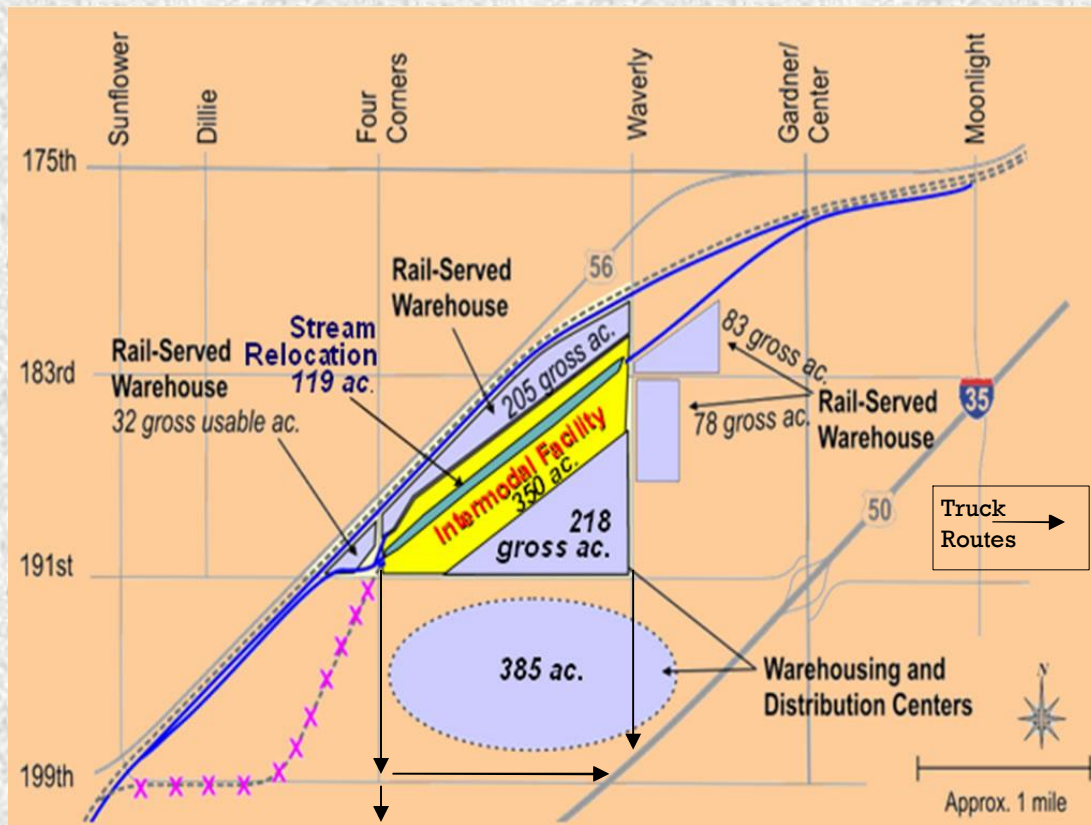 Sunflower
Dillie
Four
Corners
Waverly
Gardner/
Center
Moonlight
175th
56
Rail-Served
Warehouse
Stream
Relocation
119 ac.
Rail-Served
Warehouse
32 gross usable ac.
205 gross ac.
83 gross ac.
183rd
78 gross ac.
Rail-Served
Warehouse
35
Intermodal Facility
350 ac.
218
gross ac.
50
Truck
Routes
191st
385 ac.
Warehousing and
Distribution Centers
N
199th
Approx. 1 mile